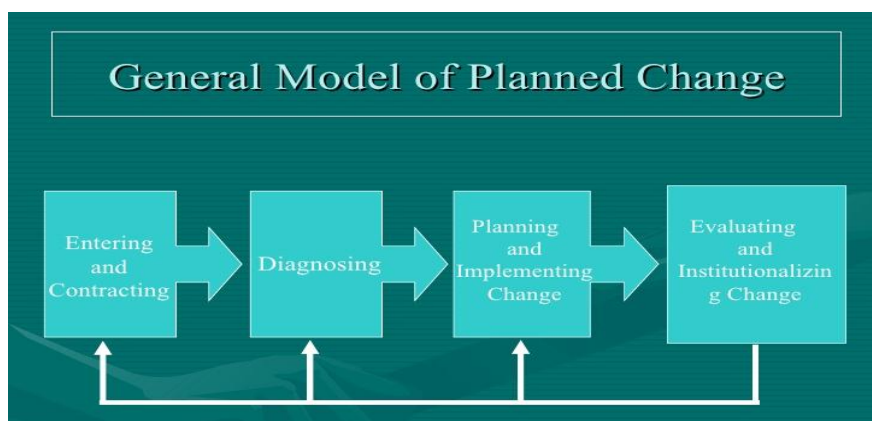 General Model of Planned Change
Entering
and
Contracting
Diagnosing
Planning
and
Implementing
Change
Evaluating
and
Institutionalizin
g Change